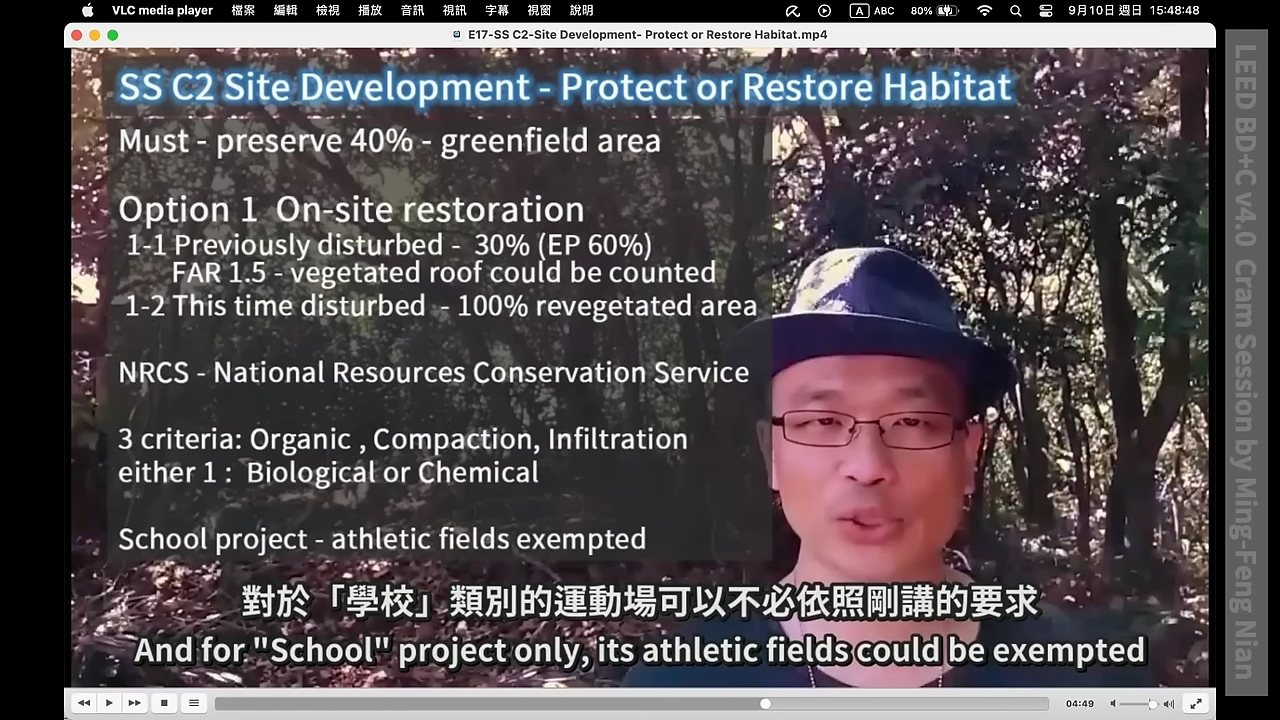 VLC media player 檔案 編輯 檢視 播放 音訊 視訊 字幕 視窗 說明 A ABC 80% 9月10日 週日 15:48:48
E17-SS C2-Site Development- Protect or Restore Habitat.mp4
SS C2 Site Development - Protect or Restore Habitat
Must - preserve 40% - greenfield area
Option 1 On-site restoration
1-1 Previously disturbed - 30% (EP 60%)
FAR 1.5 - vegetated roof could be counted
1-2 This time disturbed - 100% revegetated area
NRCS - National Resources Conservation Service
3 criteria: Organic , Compaction, Infiltration
either 1 : Biological or Chemical
School project - athletic fields exempted
對於「學校」類別的運動場可以不必依照剛講的要求
And for "School" project only, its athletic fields could be exempted
04:49
LEED BD+C v4.0 Cram Session by Ming-Feng Nian